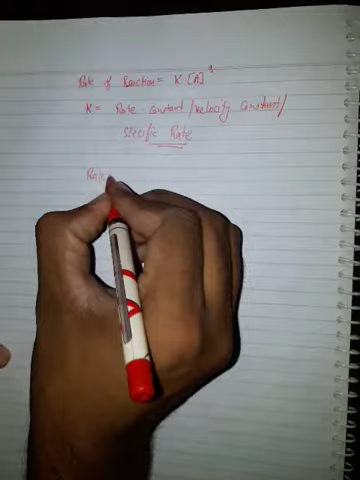 Rate of Reaction = K [A]ᵃ
K = Rate constant/velocity constant/
Specific Rate
Rate